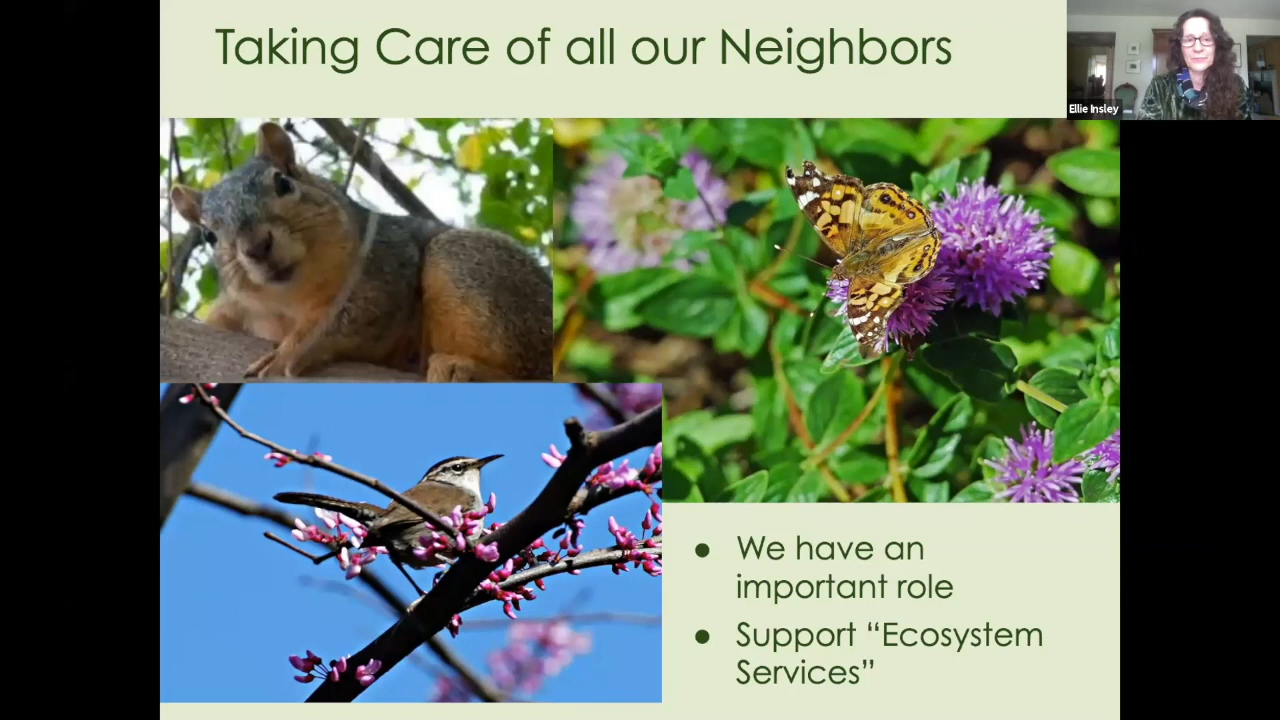 Taking Care of all our Neighbors
Ellie Insley
● We have an
important role
● Support “Ecosystem
Services”